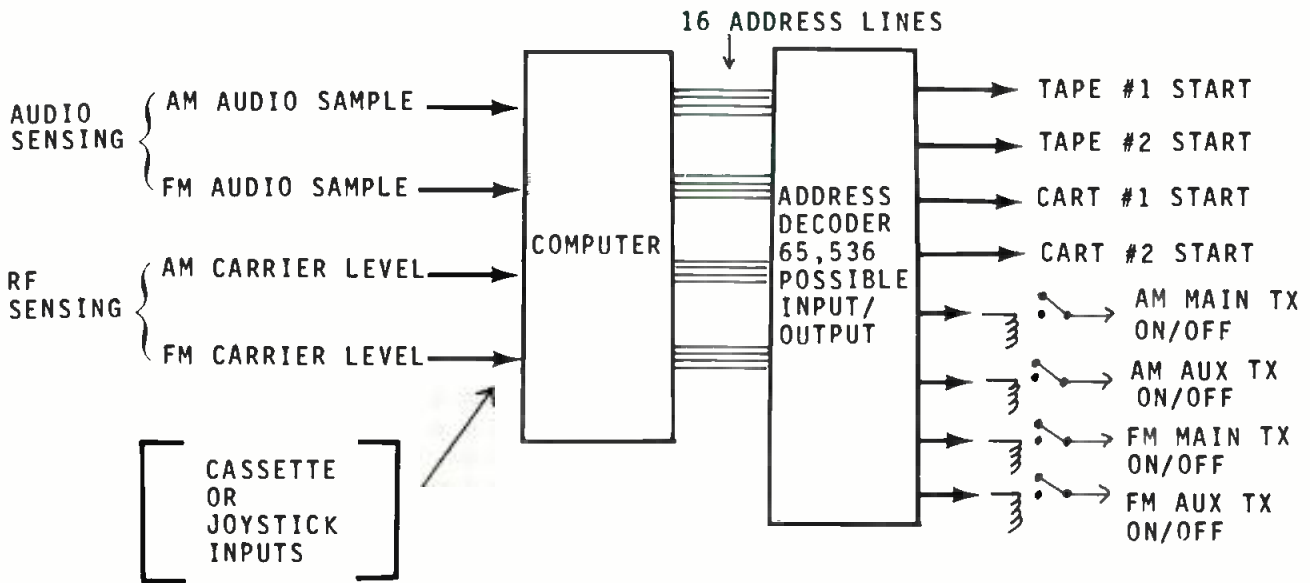 16 ADDRESS LINES
AUDIO
SENSING
AM AUDIO SAMPLE
FM AUDIO SAMPLE
RF
SENSING
AM CARRIER LEVEL
FM CARRIER LEVEL
CASSETTE
OR
JOYSTICK
INPUTS
COMPUTER
ADDRESS
DECODER
65,536
POSSIBLE
INPUT/
OUTPUT
TAPE #1 START
TAPE #2 START
CART #1 START
CART #2 START
AM MAIN TX
ON/OFF
AM AUX TX
ON/OFF
FM MAIN TX
ON/OFF
FM AUX TX
ON/OFF